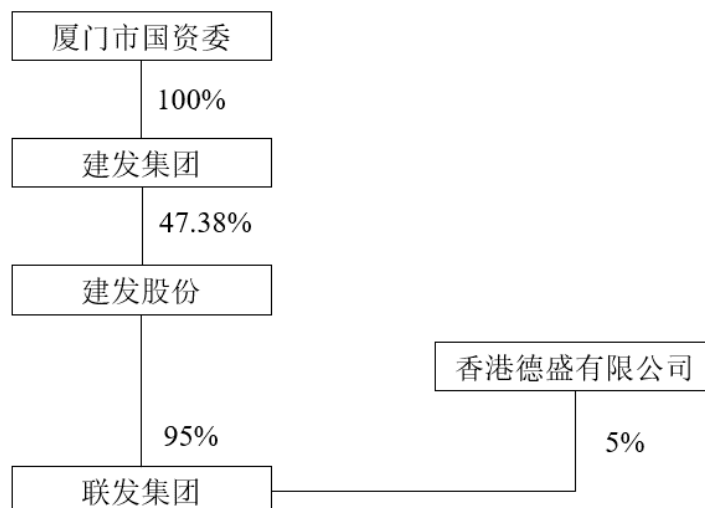 厦门市国资委
100%
建发集团
47.38%
建发股份
香港德盛有限公司
95%
5%
联发集团